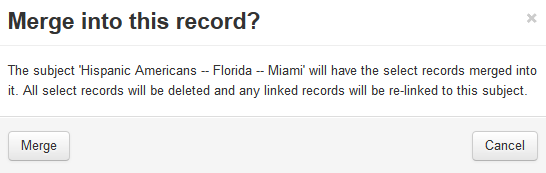 Merge into this record?
×
The subject 'Hispanic Americans -- Florida -- Miami' will have the select records merged into
it. All select records will be deleted and any linked records will be re-linked to this subject.
Merge
Cancel